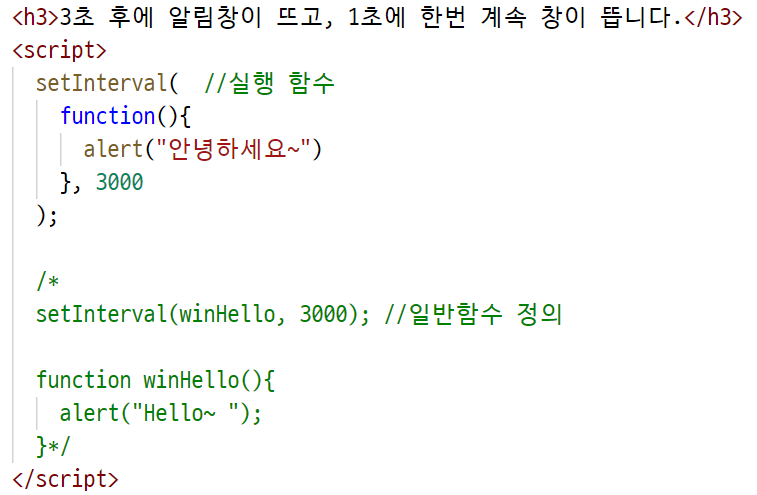 <h3>3초 후에 알림창이 뜨고, 1초에 한번 계속 창이 뜹니다.</h3>
<script>
setInterval( //실행 함수
function(){
alert("안녕하세요~")
}, 3000
);
/*
setInterval(winHello, 3000); //일반함수 정의
function winHello(){
alert("Hello~ ");
}*/
</script>